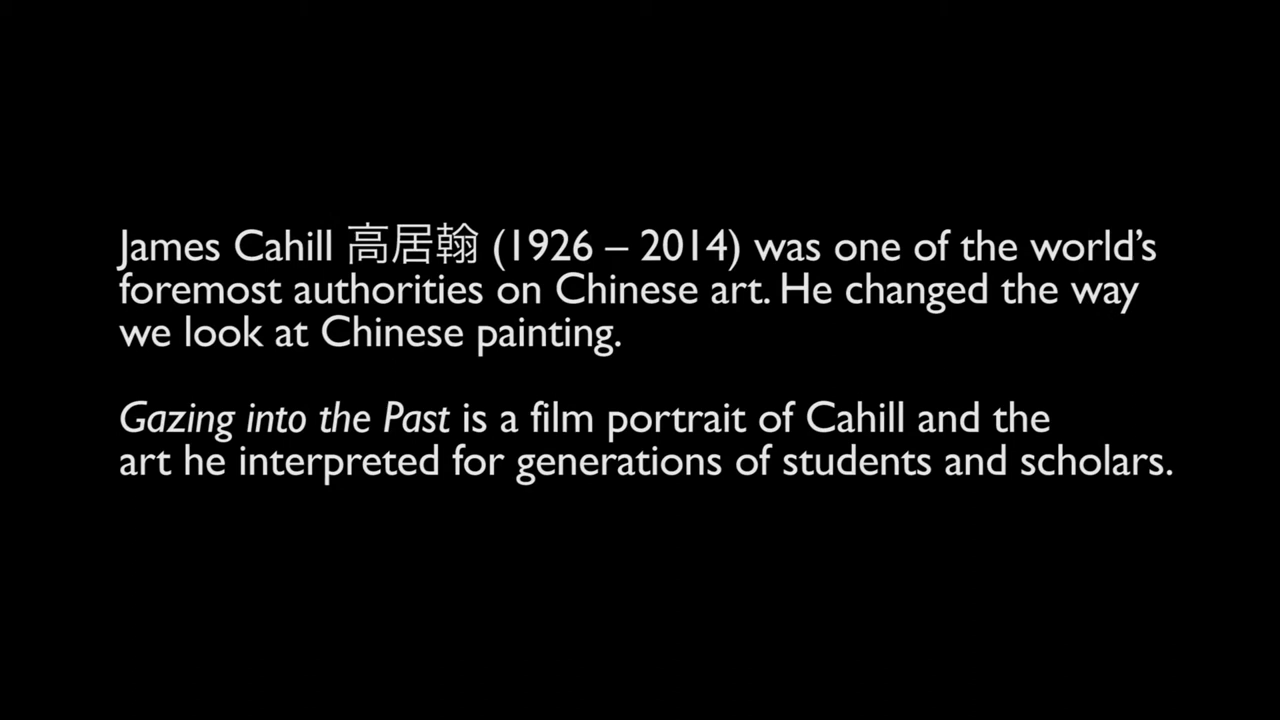 James Cahill 高居翰 (1926 – 2014) was one of the world’s
foremost authorities on Chinese art. He changed the way
we look at Chinese painting.
Gazing into the Past is a film portrait of Cahill and the
art he interpreted for generations of students and scholars.